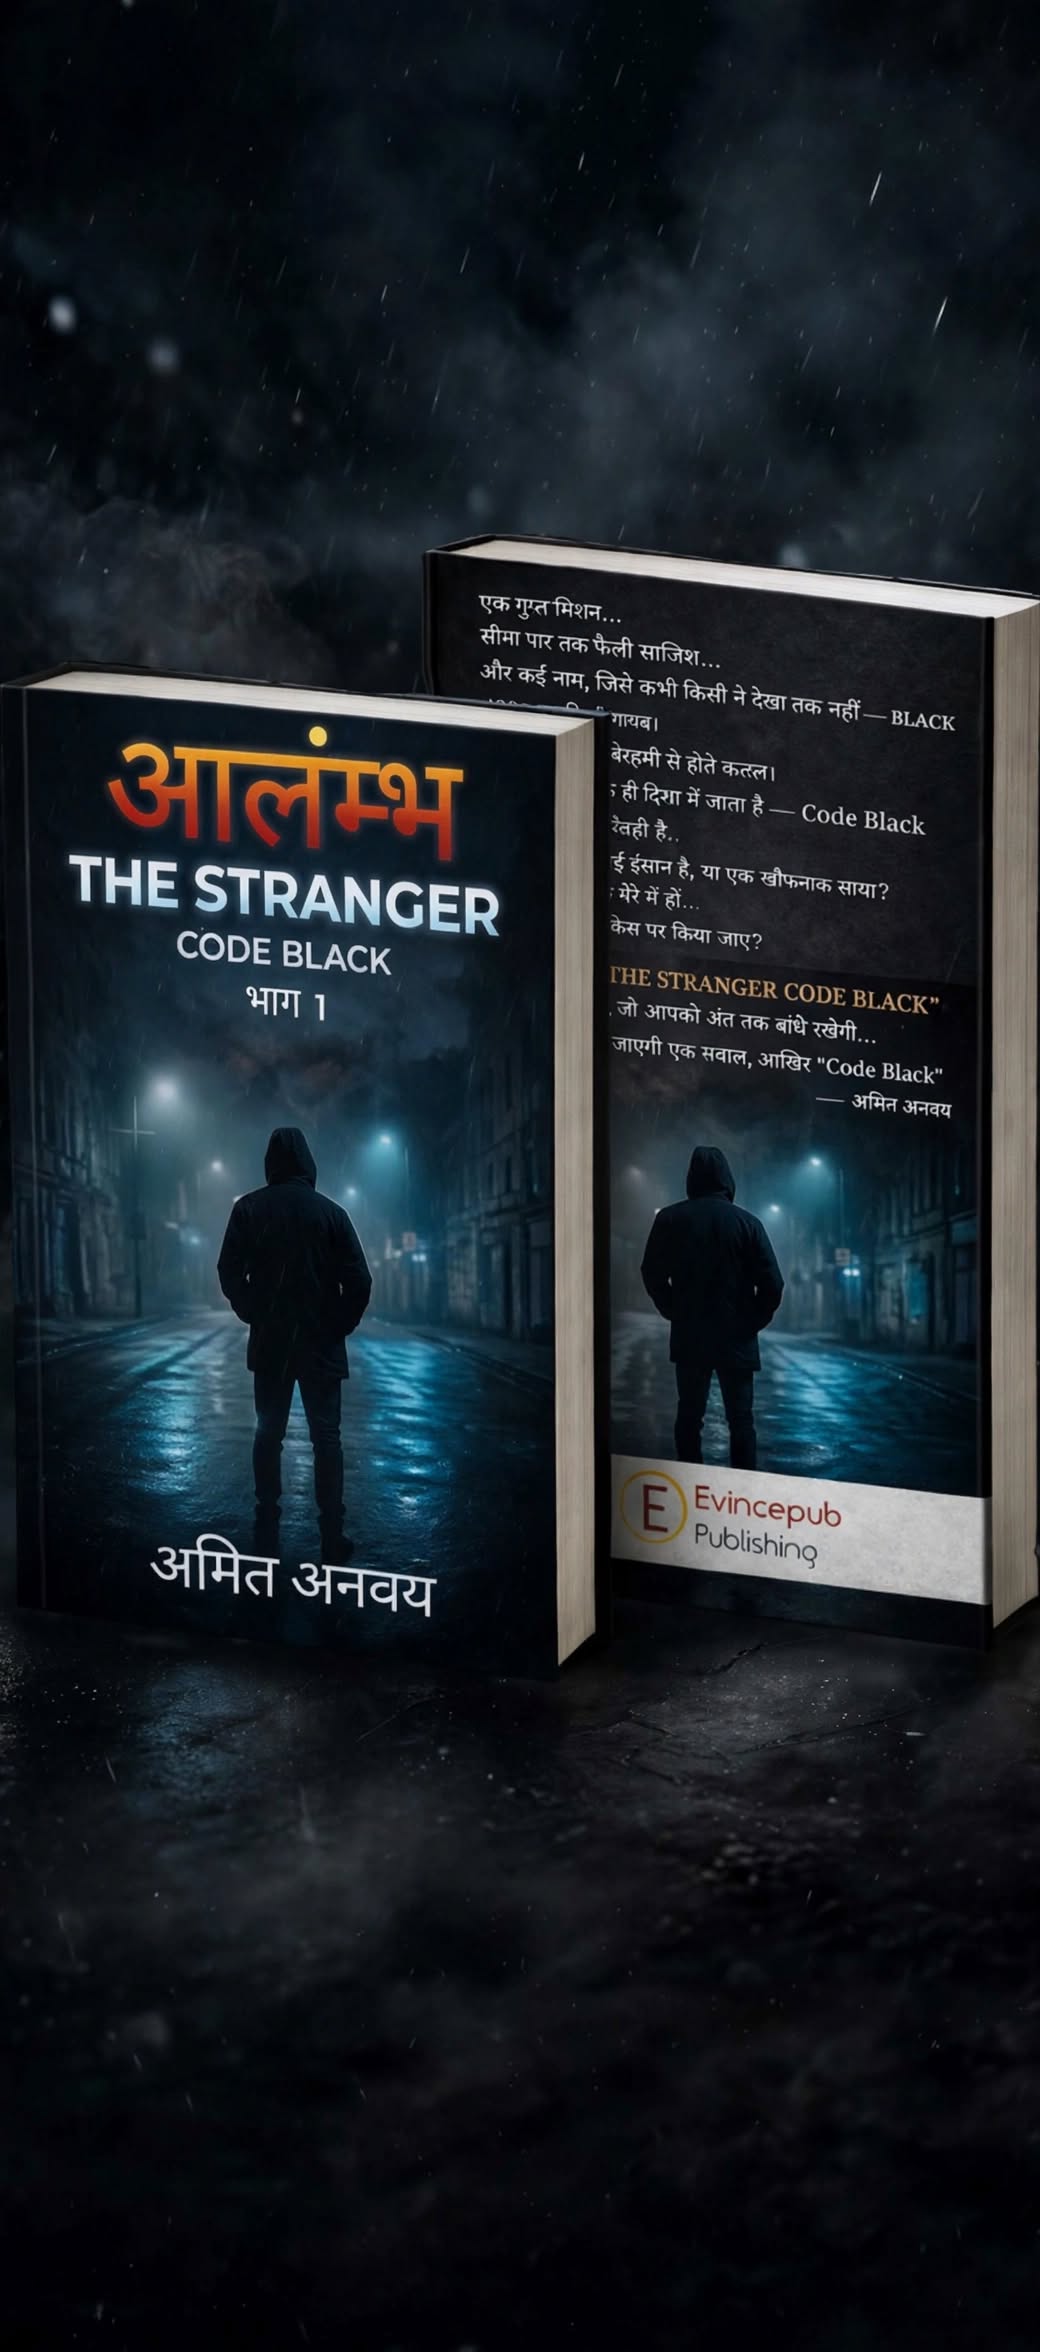 आलंम्भ
THE STRANGER
CODE BLACK
भाग 1
अमित अनवय
एक गुप्त मिशन...
सीमा पार तक फैली साजिश...
और कई नाम, जिसे कभी किसी ने देखा तक नहीं — BLACK
गायब।
बेरहमी से होते कतल।
ही दिशा में जाता है — Code Black
है..
ईंसान है, या एक खौफनाक साया?
में हों...
केस पर किया जाए?
THE STRANGER CODE BLACK”
जो आपको अंत तक बांधे रखेगी...
जाएगी एक सवाल, आखिर "Code Black"
— अमित अनवय
E
Evincepub
Publishing